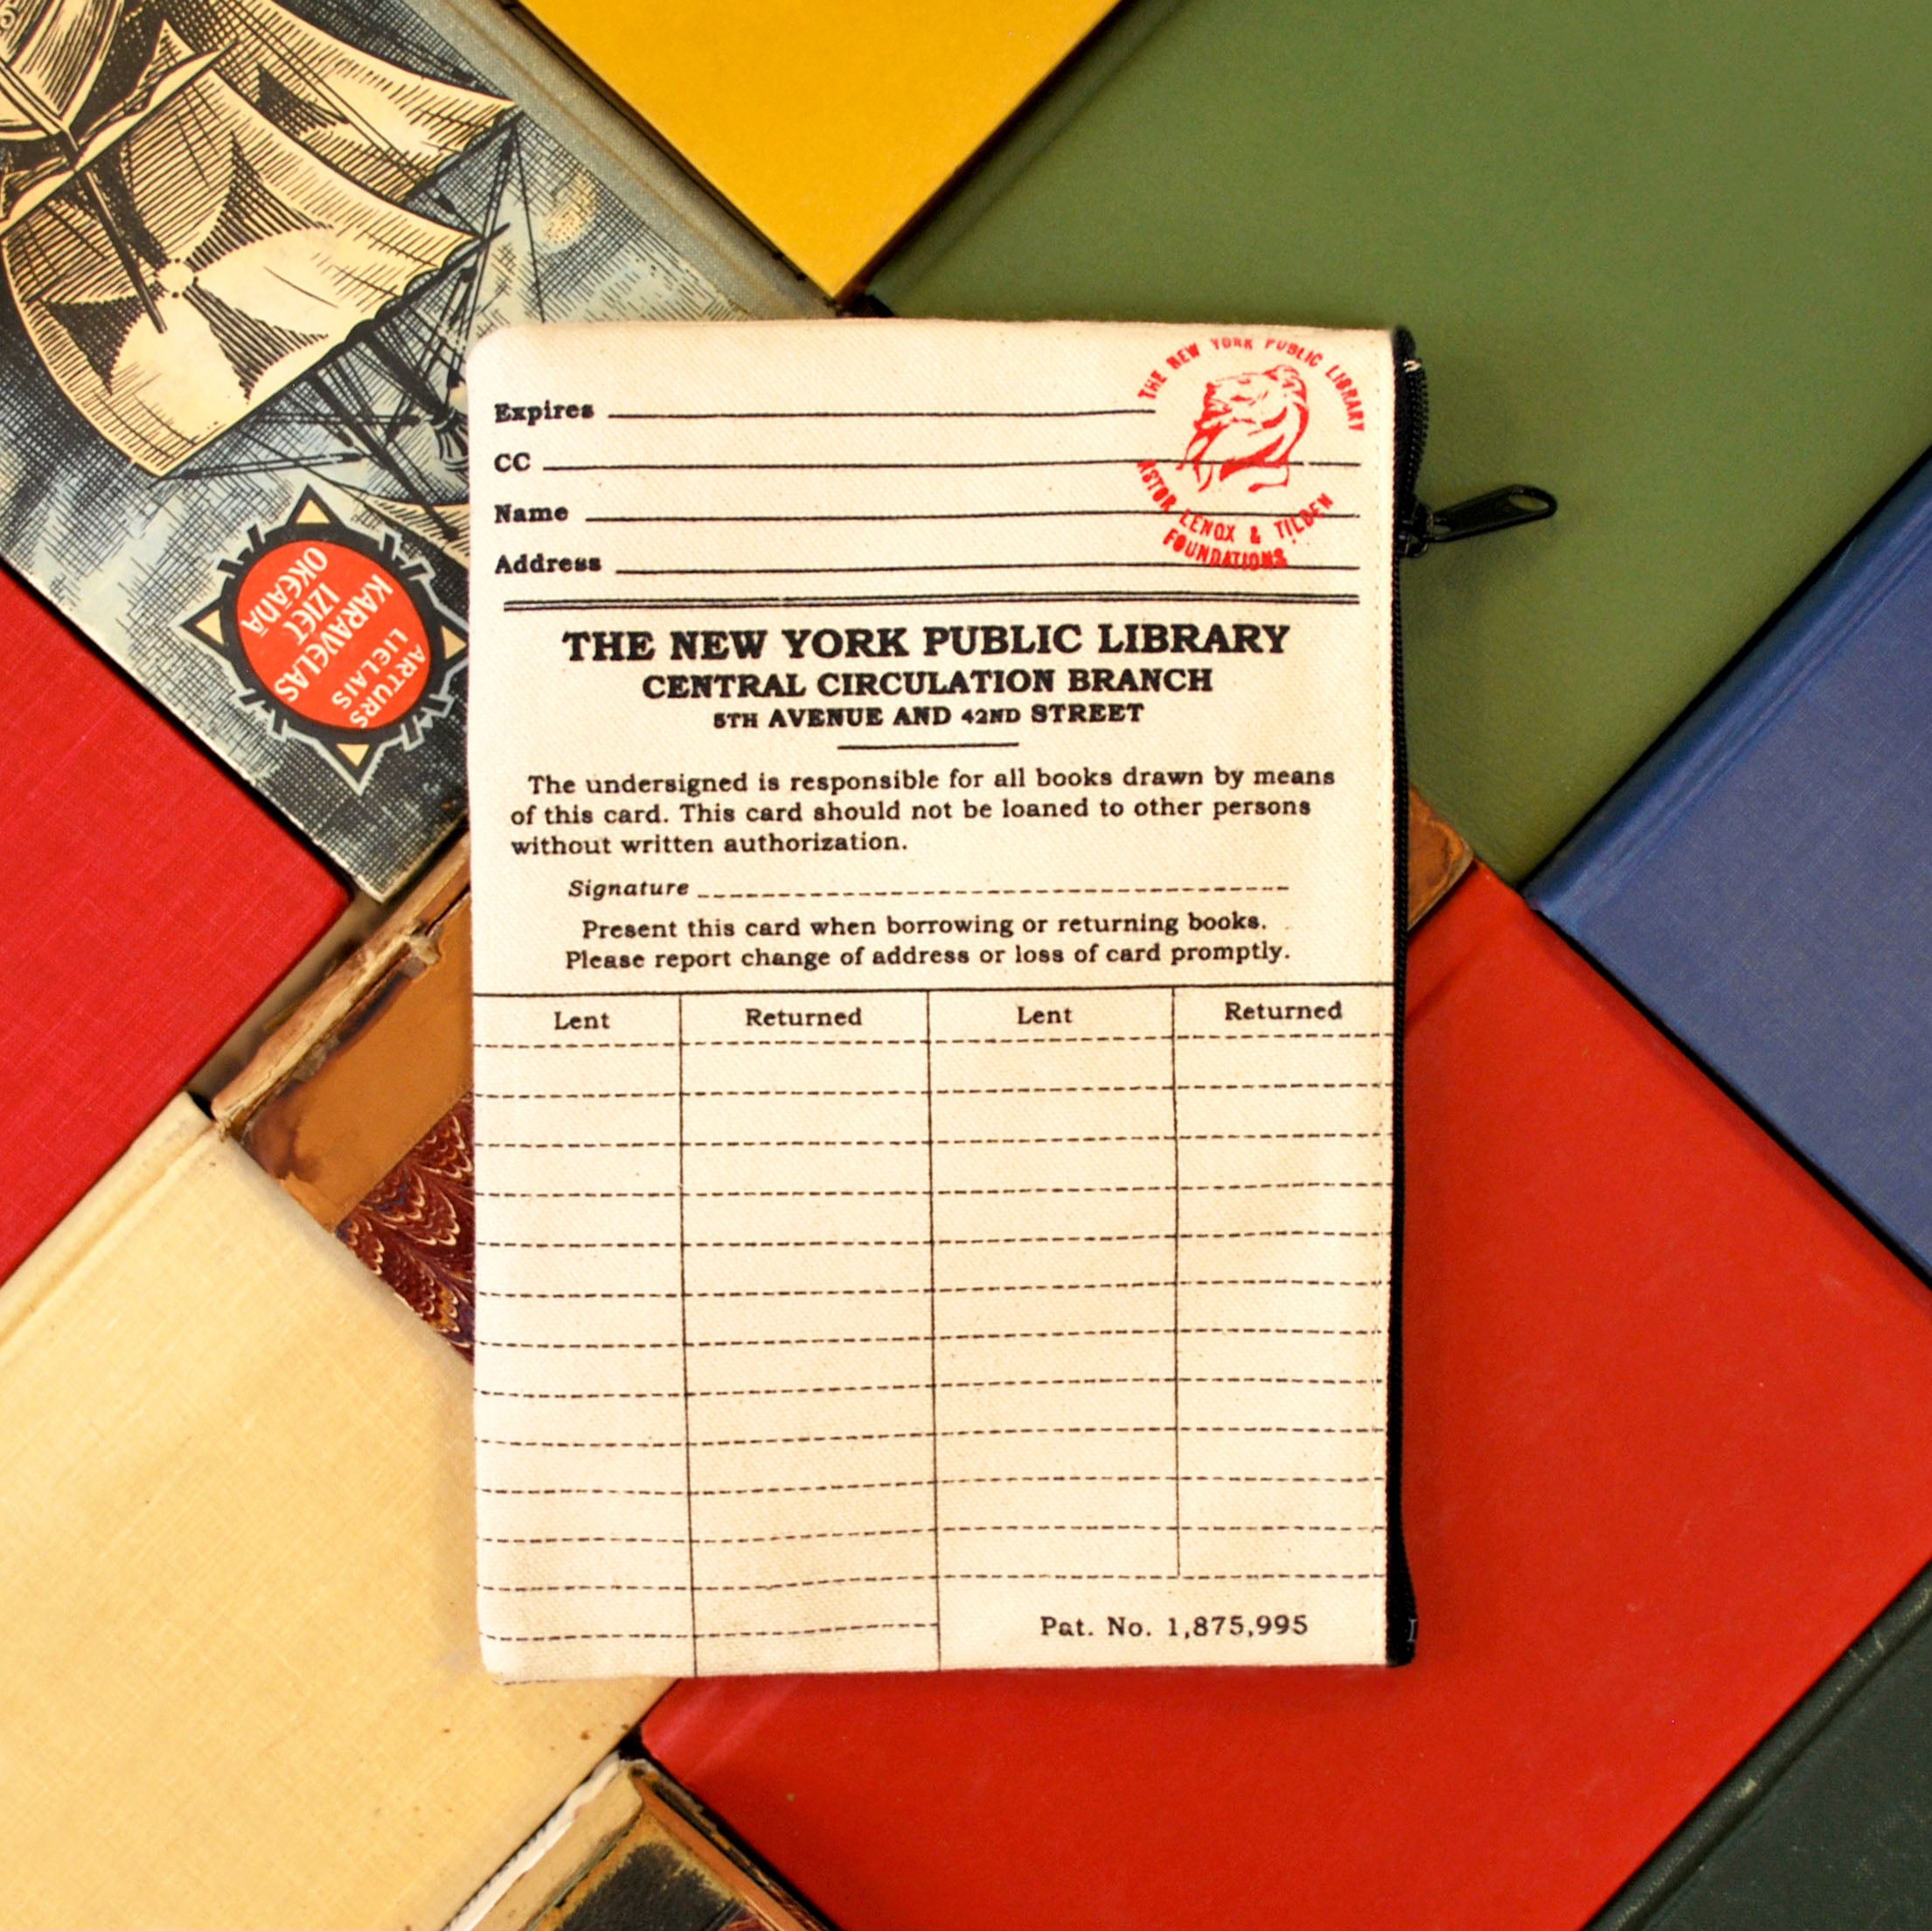 ARTURS
LIELAIS
KARAVELAS
IZIET
OKEĀNĀ
THE NEW YORK PUBLIC LIBRARY
ASTOR LENOX & TILDEN
FOUNDATIONS
Expires
CC
Name
Address
THE NEW YORK PUBLIC LIBRARY
CENTRAL CIRCULATION BRANCH
5TH AVENUE AND 42ND STREET
The undersigned is responsible for all books drawn by means
of this card. This card should not be loaned to other persons
without written authorization.
Signature
Present this card when borrowing or returning books.
Please report change of address or loss of card promptly.
Lent Returned Lent Returned
Pat. No. 1,875,995